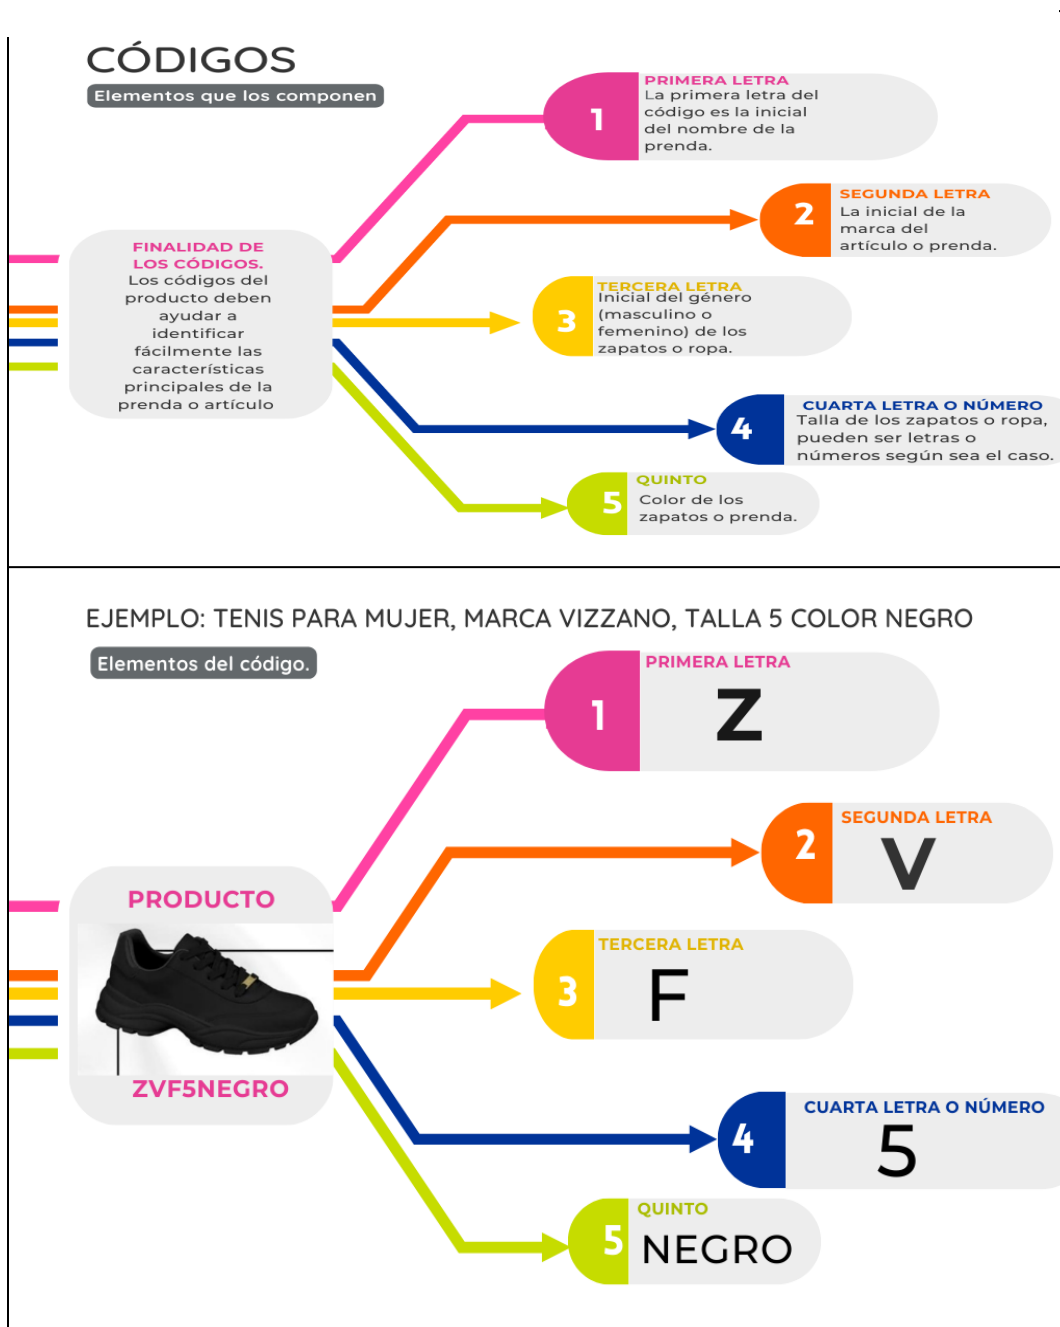 CÓDIGOS
Elementos que los componen
FINALIDAD DE
LOS CÓDIGOS.
Los códigos del
producto deben
ayudar a
identificar
fácilmente las
características
principales de la
prenda o artículo
1
PRIMERA LETRA
La primera letra del
código es la inicial
del nombre de la
prenda.
2
SEGUNDA LETRA
La inicial de la
marca del
artículo o prenda.
3
TERCERA LETRA
Inicial del género
(masculino o
femenino) de los
zapatos o ropa.
4
CUARTA LETRA O NÚMERO
Talla de los zapatos o ropa,
pueden ser letras o
números según sea el caso.
5
QUINTO
Color de los
zapatos o prenda.
EJEMPLO: TENIS PARA MUJER, MARCA VIZZANO, TALLA 5 COLOR NEGRO
Elementos del código.
PRODUCTO
ZVF5NEGRO
1
PRIMERA LETRA
Z
2
SEGUNDA LETRA
V
3
TERCERA LETRA
F
4
CUARTA LETRA O NÚMERO
5
5
QUINTO
NEGRO